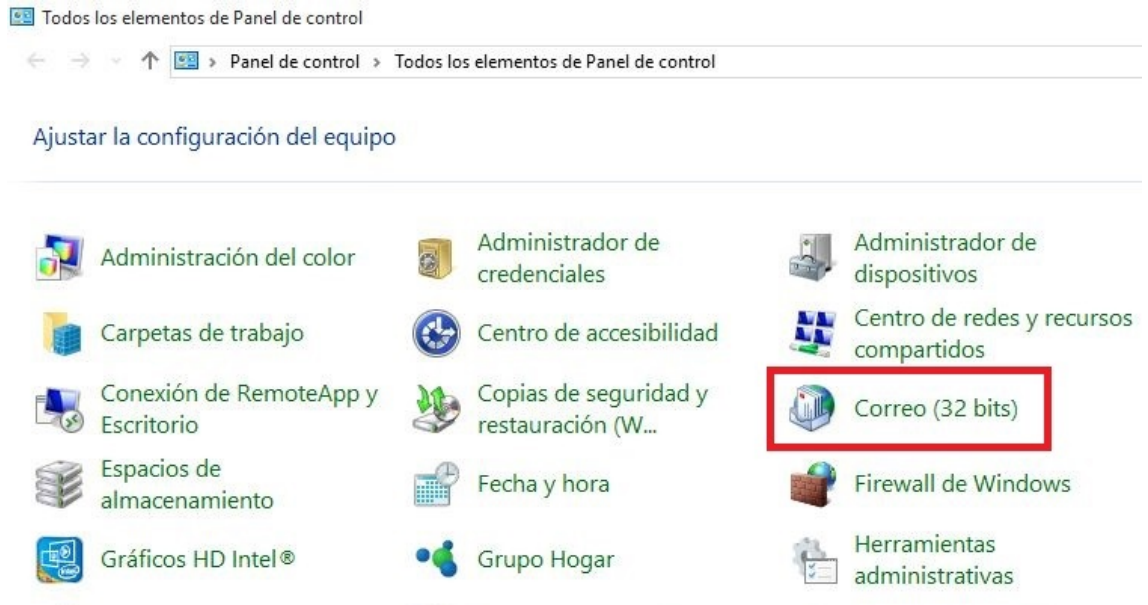 Todos los elementos de Panel de control
Panel de control > Todos los elementos de Panel de control
Ajustar la configuración del equipo
Administración del color
Administrador de
credenciales
Administrador de
dispositivos
Carpetas de trabajo
Centro de accesibilidad
Centro de redes y recursos
compartidos
Conexión de RemoteApp y
Escritorio
Copias de seguridad y
restauración (W...
Correo (32 bits)
Espacios de
almacenamiento
Fecha y hora
Firewall de Windows
Gráficos HD Intel®
Grupo Hogar
Herramientas
administrativas